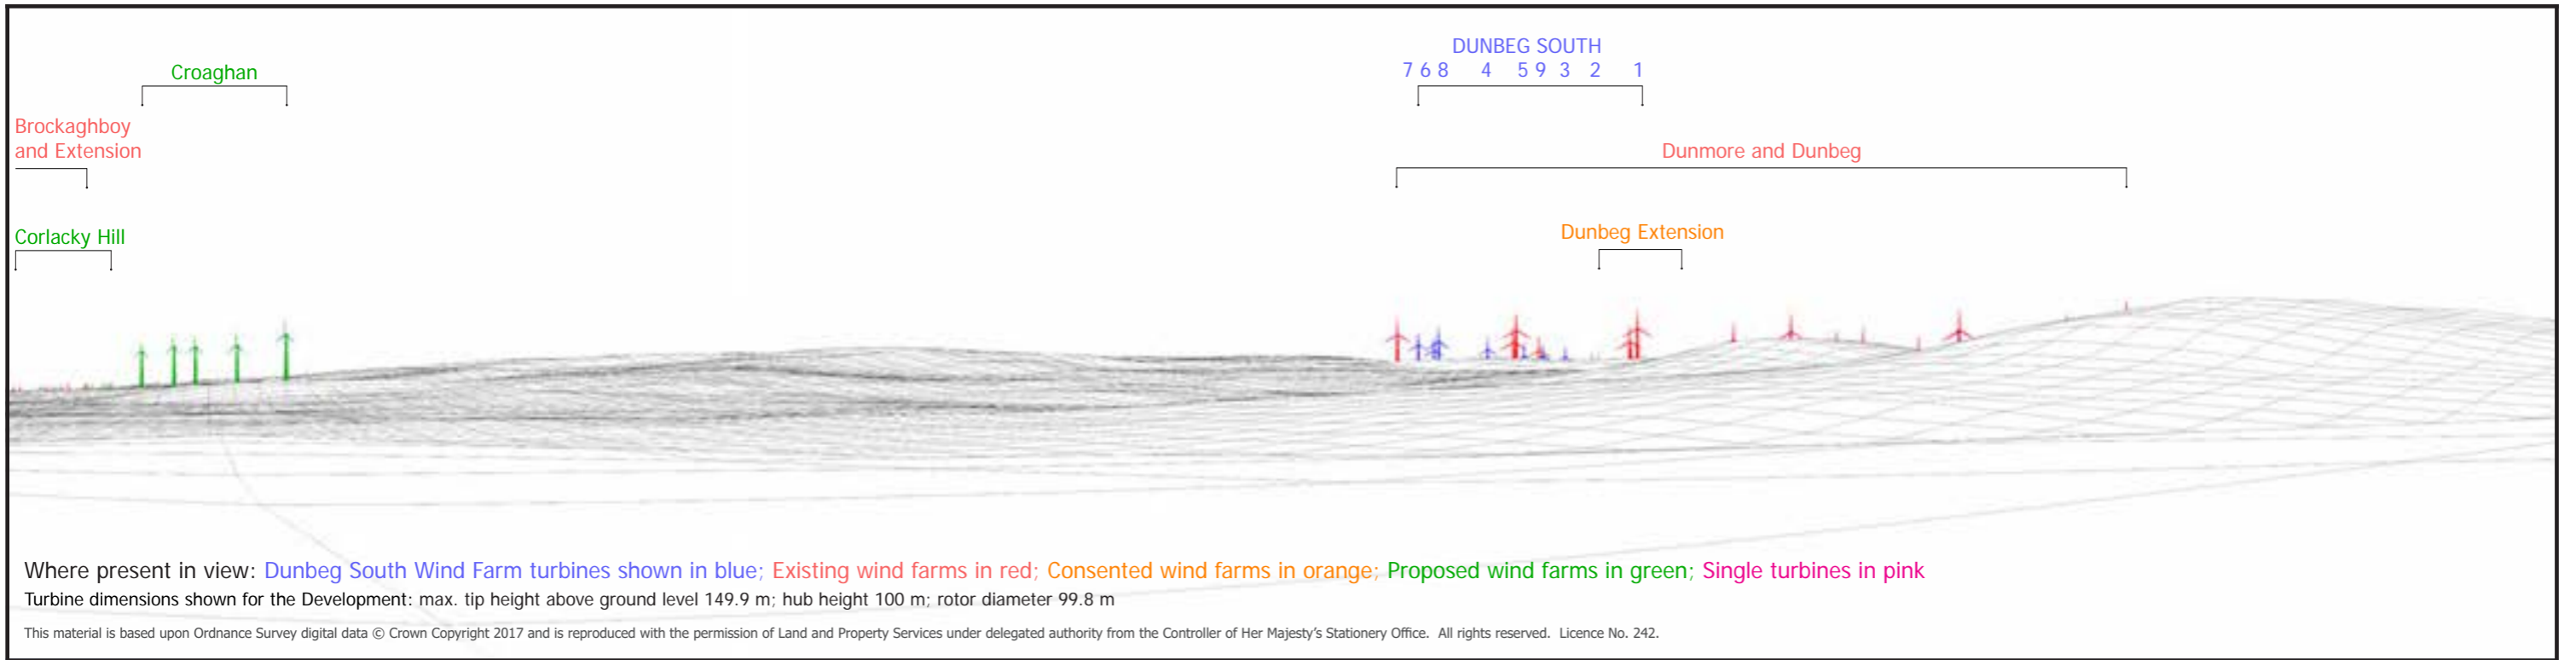 DUNBEG SOUTH
7 6 8 4 5 9 3 2 1
Croaghan
Brockaghboy
and Extension
Dunmore and Dunbeg
Corlacky Hill
Dunbeg Extension
Where present in view: Dunbeg South Wind Farm turbines shown in blue; Existing wind farms in red; Consented wind farms in orange; Proposed wind farms in green; Single turbines in pink
Turbine dimensions shown for the Development: max. tip height above ground level 149.9 m; hub height 100 m; rotor diameter 99.8 m
This material is based upon Ordnance Survey digital data © Crown Copyright 2017 and is reproduced with the permission of Land and Property Services under delegated authority from the Controller of Her Majesty's Stationery Office. All rights reserved. Licence No. 242.